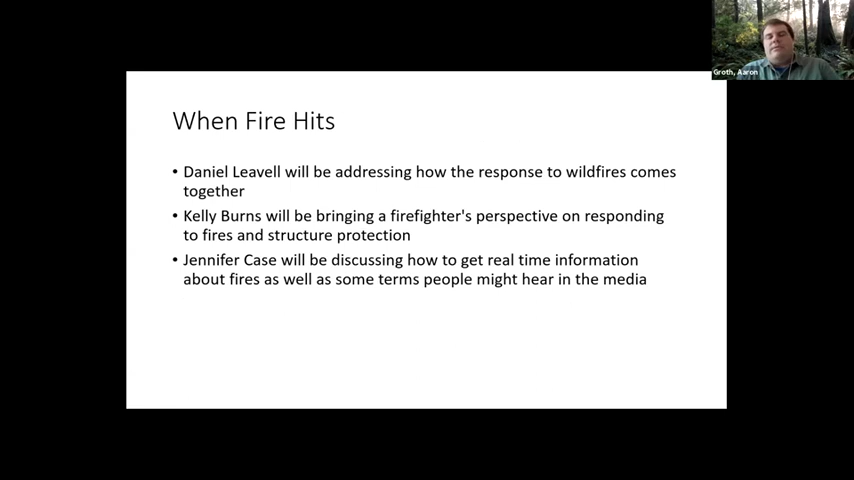 Groth, Aaron
When Fire Hits
• Daniel Leavell will be addressing how the response to wildfires comes
together
• Kelly Burns will be bringing a firefighter's perspective on responding
to fires and structure protection
• Jennifer Case will be discussing how to get real time information
about fires as well as some terms people might hear in the media